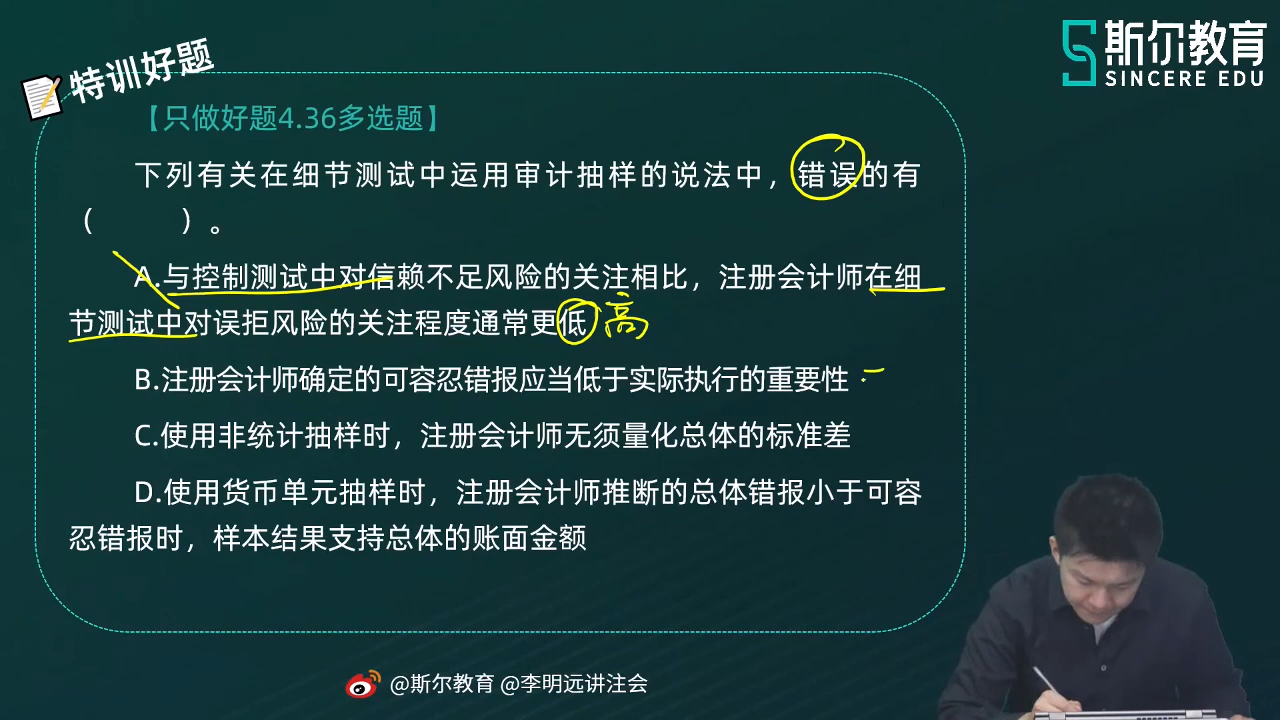 特训好题
斯尔教育
SINCERE EDU
【只做好题4.36多选题】
下列有关在细节测试中运用审计抽样的说法中，错误的有
（　　）。
A.与控制测试中对信赖不足风险的关注相比，注册会计师在细
节测试中对误拒风险的关注程度通常更低 高
B.注册会计师确定的可容忍错报应当低于实际执行的重要性
C.使用非统计抽样时，注册会计师无须量化总体的标准差
D.使用货币单元抽样时，注册会计师推断的总体错报小于可容
忍错报时，样本结果支持总体的账面金额
@斯尔教育 @李明远讲注会